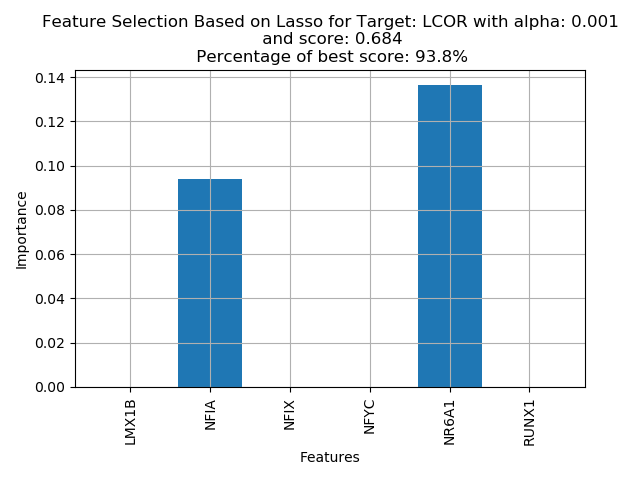 Feature Selection Based on Lasso for Target: LCOR with alpha: 0.001
and score: 0.684
Percentage of best score: 93.8%
0.14
0.12
0.10
0.08
0.06
0.04
0.02
0.00
Importance
LMX1B
NFIA
NFIX
NFYC
NR6A1
RUNX1
Features